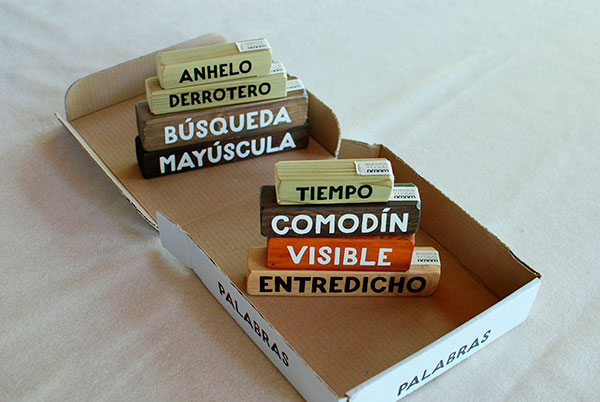 ANHELO
DERROTERO
BÚSQUEDA
MAYÚSCULA
TIEMPO
COMODÍN
VISIBLE
ENTREDICHO
PALABRAS
PALABRAS